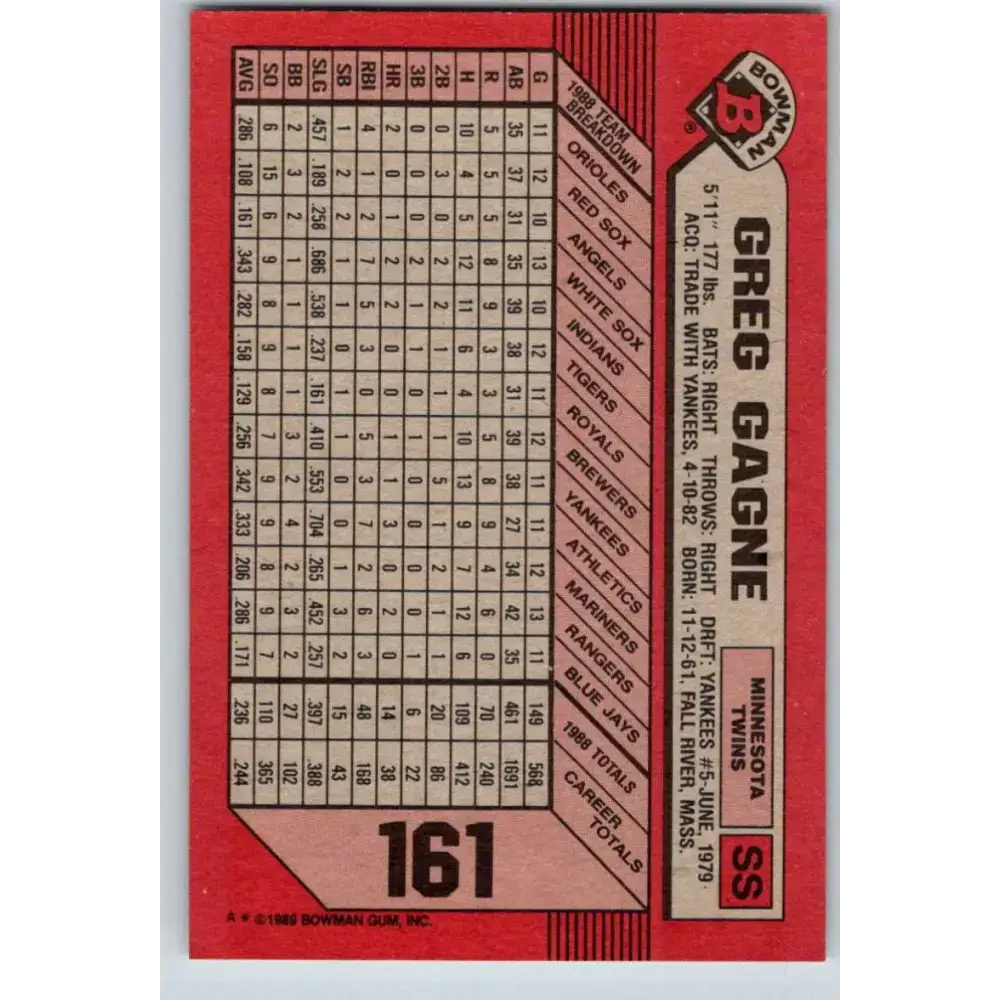 BOWMAN
B
®
GREG GAGNE
MINNESOTA
TWINS
SS
5'11" 177 lbs. BATS: RIGHT THROWS: RIGHT DRFT: YANKEES #5-JUNE, 1979
ACQ: TRADE WITH YANKEES, 4-10-82 BORN: 11-12-61, FALL RIVER, MASS.
1988 TEAM BREAKDOWN ORIOLES RED SOX ANGELS WHITE SOX INDIANS TIGERS ROYALS BREWERS YANKEES ATHLETICS MARINERS RANGERS BLUE JAYS 1988 TOTALS CAREER TOTALS
G 11 12 10 13 10 12 11 12 11 11 12 13 11 149 568
AB 35 37 31 35 39 38 31 39 38 27 34 42 35 461 1691
R 5 5 5 8 9 3 3 5 8 9 4 6 0 70 240
H 10 4 5 12 11 6 4 10 13 9 7 12 6 109 412
2B 0 3 0 2 2 1 1 1 5 1 2 1 1 20 86
3B 0 0 0 2 1 1 0 1 0 0 0 0 1 6 22
HR 2 0 1 2 2 0 0 1 1 3 0 2 0 14 38
RBI 4 1 2 7 5 3 0 5 3 7 2 6 3 48 168
SB 1 2 2 1 1 0 1 1 0 0 1 3 2 15 43
SLG .457 .189 .258 .686 .538 .237 .161 .410 .553 .704 .265 .452 .257 .397 .388
BB 2 3 2 1 1 1 1 3 2 4 2 3 2 27 102
SO 6 15 6 9 8 9 8 7 9 9 8 9 7 110 365
AVG .286 .108 .161 .343 .282 .158 .129 .256 .342 .333 .206 .286 .171 .236 .244
161
A * ©1989 BOWMAN GUM, INC.